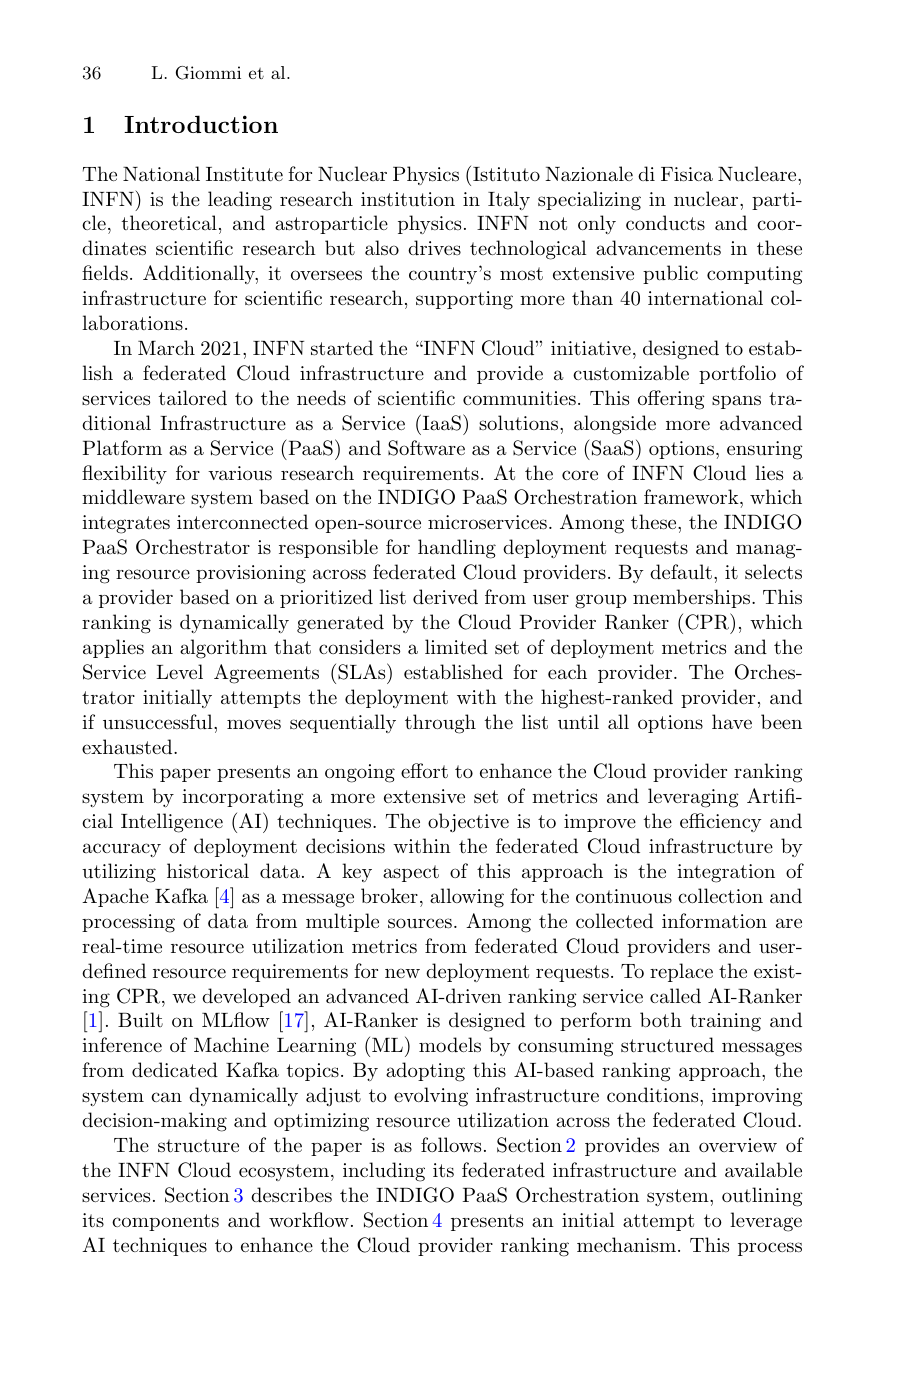 36 L. Giommi et al.
1 Introduction
The National Institute for Nuclear Physics (Istituto Nazionale di Fisica Nucleare,
INFN) is the leading research institution in Italy specializing in nuclear, parti-
cle, theoretical, and astroparticle physics. INFN not only conducts and coor-
dinates scientific research but also drives technological advancements in these
fields. Additionally, it oversees the country's most extensive public computing
infrastructure for scientific research, supporting more than 40 international col-
laborations.
In March 2021, INFN started the “INFN Cloud” initiative, designed to estab-
lish a federated Cloud infrastructure and provide a customizable portfolio of
services tailored to the needs of scientific communities. This offering spans tra-
ditional Infrastructure as a Service (IaaS) solutions, alongside more advanced
Platform as a Service (PaaS) and Software as a Service (SaaS) options, ensuring
flexibility for various research requirements. At the core of INFN Cloud lies a
middleware system based on the INDIGO PaaS Orchestration framework, which
integrates interconnected open-source microservices. Among these, the INDIGO
PaaS Orchestrator is responsible for handling deployment requests and manag-
ing resource provisioning across federated Cloud providers. By default, it selects
a provider based on a prioritized list derived from user group memberships. This
ranking is dynamically generated by the Cloud Provider Ranker (CPR), which
applies an algorithm that considers a limited set of deployment metrics and the
Service Level Agreements (SLAs) established for each provider. The Orches-
trator initially attempts the deployment with the highest-ranked provider, and
if unsuccessful, moves sequentially through the list until all options have been
exhausted.
This paper presents an ongoing effort to enhance the Cloud provider ranking
system by incorporating a more extensive set of metrics and leveraging Artifi-
cial Intelligence (AI) techniques. The objective is to improve the efficiency and
accuracy of deployment decisions within the federated Cloud infrastructure by
utilizing historical data. A key aspect of this approach is the integration of
Apache Kafka [4] as a message broker, allowing for the continuous collection and
processing of data from multiple sources. Among the collected information are
real-time resource utilization metrics from federated Cloud providers and user-
defined resource requirements for new deployment requests. To replace the exist-
ing CPR, we developed an advanced AI-driven ranking service called AI-Ranker
[1]. Built on MLflow [17], AI-Ranker is designed to perform both training and
inference of Machine Learning (ML) models by consuming structured messages
from dedicated Kafka topics. By adopting this AI-based ranking approach, the
system can dynamically adjust to evolving infrastructure conditions, improving
decision-making and optimizing resource utilization across the federated Cloud.
The structure of the paper is as follows. Section 2 provides an overview of
the INFN Cloud ecosystem, including its federated infrastructure and available
services. Section 3 describes the INDIGO PaaS Orchestration system, outlining
its components and workflow. Section 4 presents an initial attempt to leverage
AI techniques to enhance the Cloud provider ranking mechanism. This process